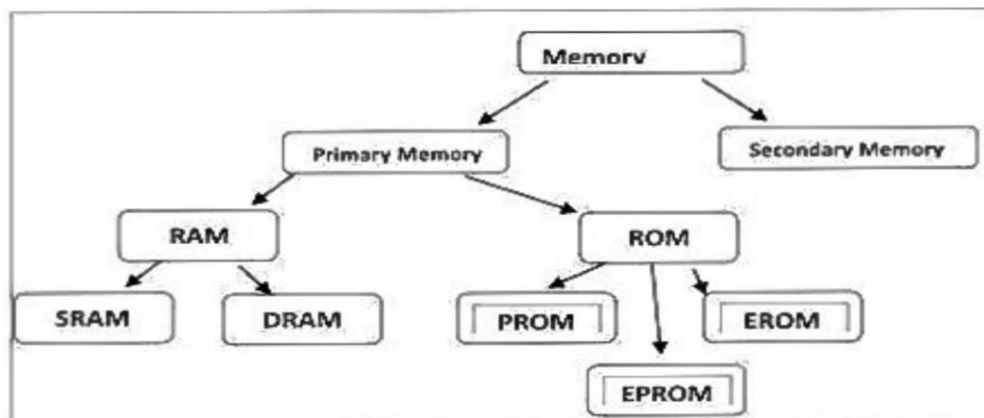 Memory
Primary Memory
Secondary Memory
RAM
ROM
SRAM
DRAM
PROM
EROM
EPROM